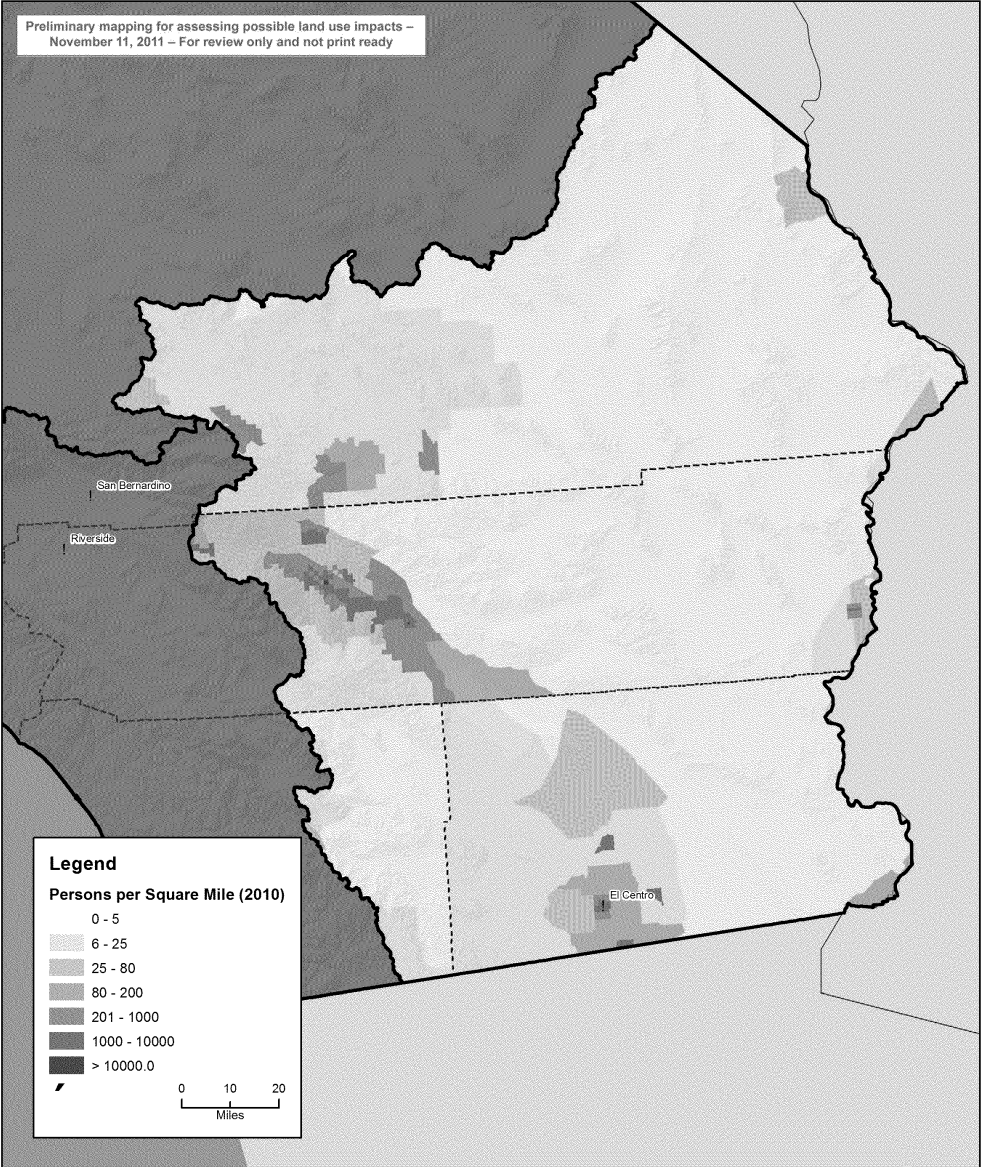 Preliminary mapping for assessing possible land use impacts –
November 11, 2011 – For review only and not print ready
San Bernardino
Riverside
El Centro
Legend
Persons per Square Mile (2010)
0 - 5
6 - 25
25 - 80
80 - 200
201 - 1000
1000 - 10000
> 10000.0
0 10 20
Miles